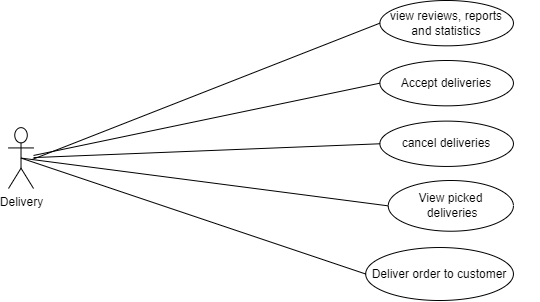 view reviews, reports
and statistics
Accept deliveries
cancel deliveries
Delivery
View picked
deliveries
Deliver order to customer